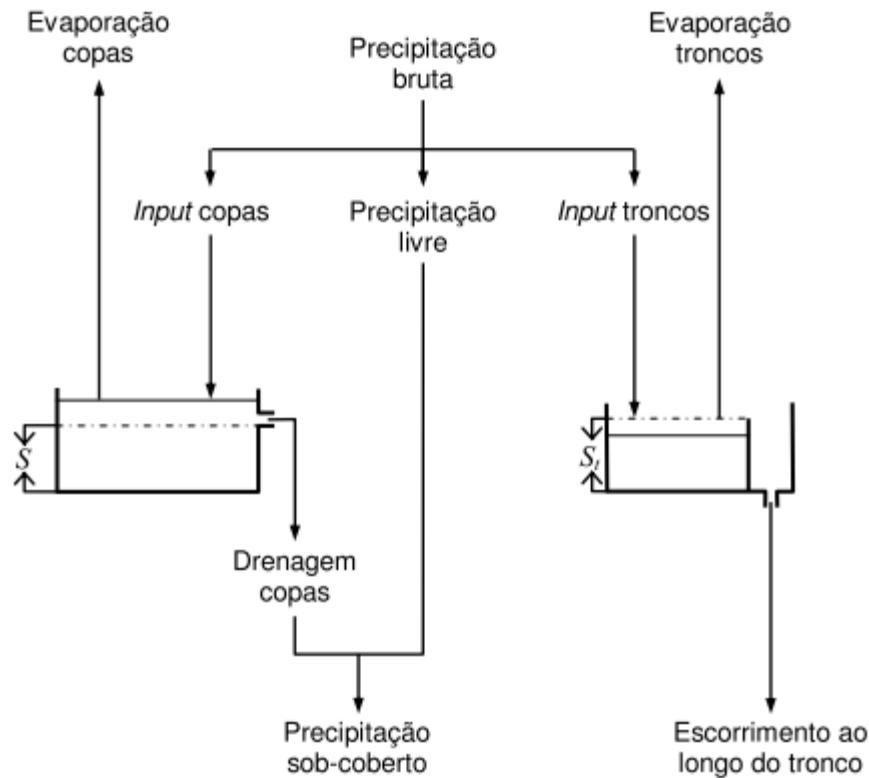 Evaporação
copas
Precipitação
bruta
Evaporação
troncos
Input copas
Precipitação
livre
Input troncos
S
St
Drenagem
copas
Precipitação
sob-coberto
Escorrimento ao
longo do tronco